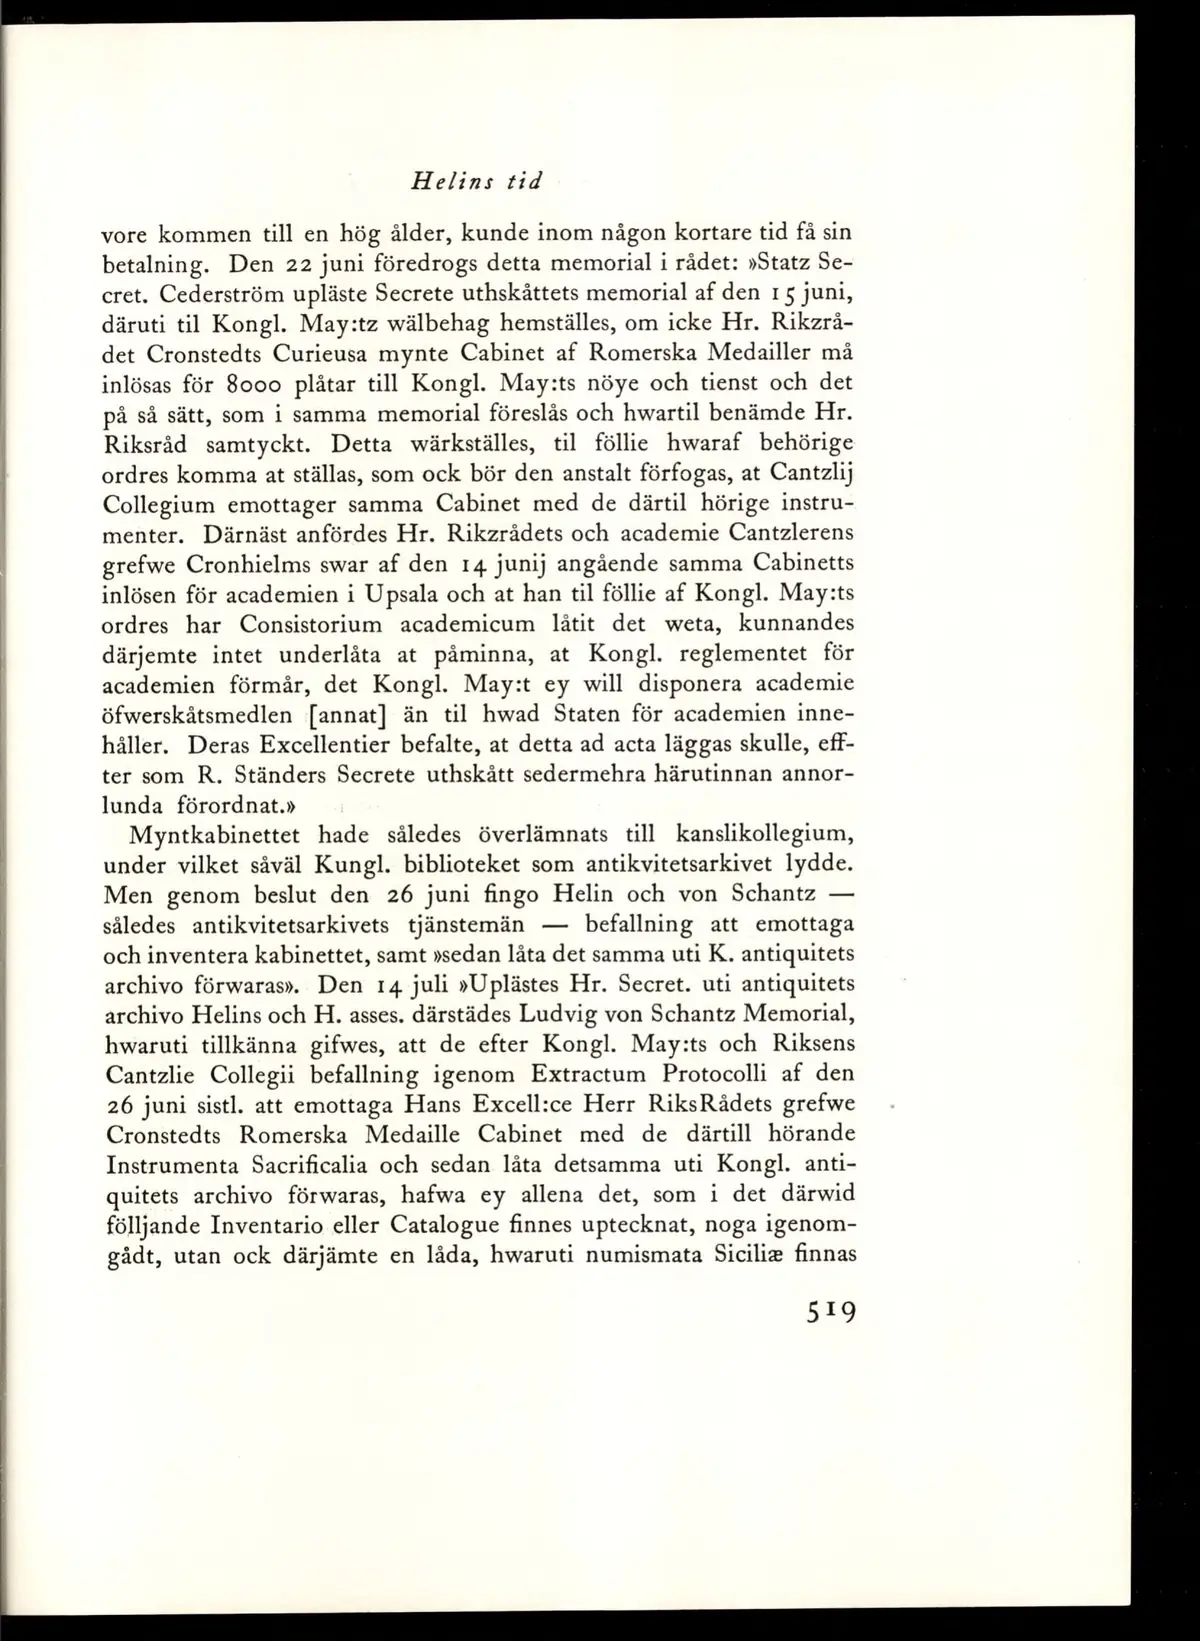 Helins tid
vore kommen till en hög ålder, kunde inom någon kortare tid få sin
betalning. Den 22 juni föredrogs detta memorial i rådet: »Statz Se-
cret. Cederström upläste Secrete uthskåttets memorial af den 15 juni,
däruti til Kongl. May:tz wälbehag hemställes, om icke Hr. Rikzrå-
det Cronstedts Curieusa mynte Cabinet af Romerska Medailler må
inlösas för 8000 plåtar till Kongl. May:ts nöye och tienst och det
på så sätt, som i samma memorial föreslås och hwartil benämde Hr.
Riksråd samtyckt. Detta wärkställes, til föllie hwaraf behörige
ordres komma at ställas, som ock bör den anstalt förfogas, at Cantzlij
Collegium emottager samma Cabinet med de därtil hörige instru-
menter. Därnäst anfördes Hr. Rikzrådets och academie Cantzlerens
grefwe Cronhielms swar af den 14 junij angående samma Cabinetts
inlösen för academien i Upsala och at han til föllie af Kongl. May:ts
ordres har Consistorium academicum låtit det weta, kunnandes
därjemte intet underlåta at påminna, at Kongl. reglementet för
academien förmår, det Kongl. May:t ey will disponera academie
öfwerskåtsmedlen [annat] än til hwad Staten för academien inne-
håller. Deras Excellentier befalte, at detta ad acta läggas skulle, eff-
ter som R. Ständers Secrete uthskått sedermehra härutinnan annor-
lunda förordnat.»
Myntkabinettet hade således överlämnats till kanslikollegium,
under vilket såväl Kungl. biblioteket som antikvitetsarkivet lydde.
Men genom beslut den 26 juni fingo Helin och von Schantz —
således antikvitetsarkivets tjänstemän — befallning att emottaga
och inventera kabinettet, samt »sedan låta det samma uti K. antiquitets
archivo förwaras». Den 14 juli »Uplästes Hr. Secret. uti antiquitets
archivo Helins och H. asses. därstädes Ludvig von Schantz Memorial,
hwaruti tillkänna gifwes, att de efter Kongl. May:ts och Riksens
Cantzlie Collegii befallning igenom Extractum Protocolli af den
26 juni sistl. att emottaga Hans Excell:ce Herr RiksRådets grefwe
Cronstedts Romerska Medaille Cabinet med de därtill hörande
Instrumenta Sacrificalia och sedan låta detsamma uti Kongl. anti-
quitets archivo förwaras, hafwa ey allena det, som i det därwid
fölljande Inventario eller Catalogue finnes uptecknat, noga igenom-
gådt, utan ock därjämte en låda, hwaruti numismata Siciliæ finnas
519